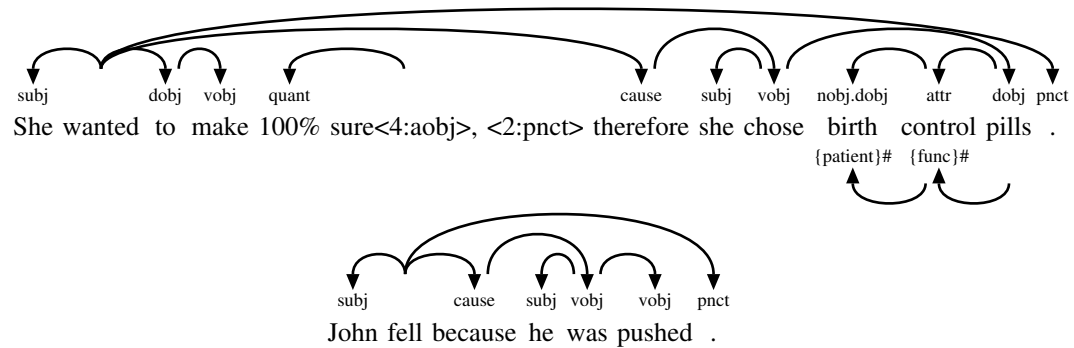 subj dobj vobj quant cause subj vobj nobj.dobj attr dobj pnct
She wanted to make 100% sure<4:aobj>, <2:pnct> therefore she chose birth control pills .
{patient}# {func}#
subj cause subj vobj vobj pnct
John fell because he was pushed .